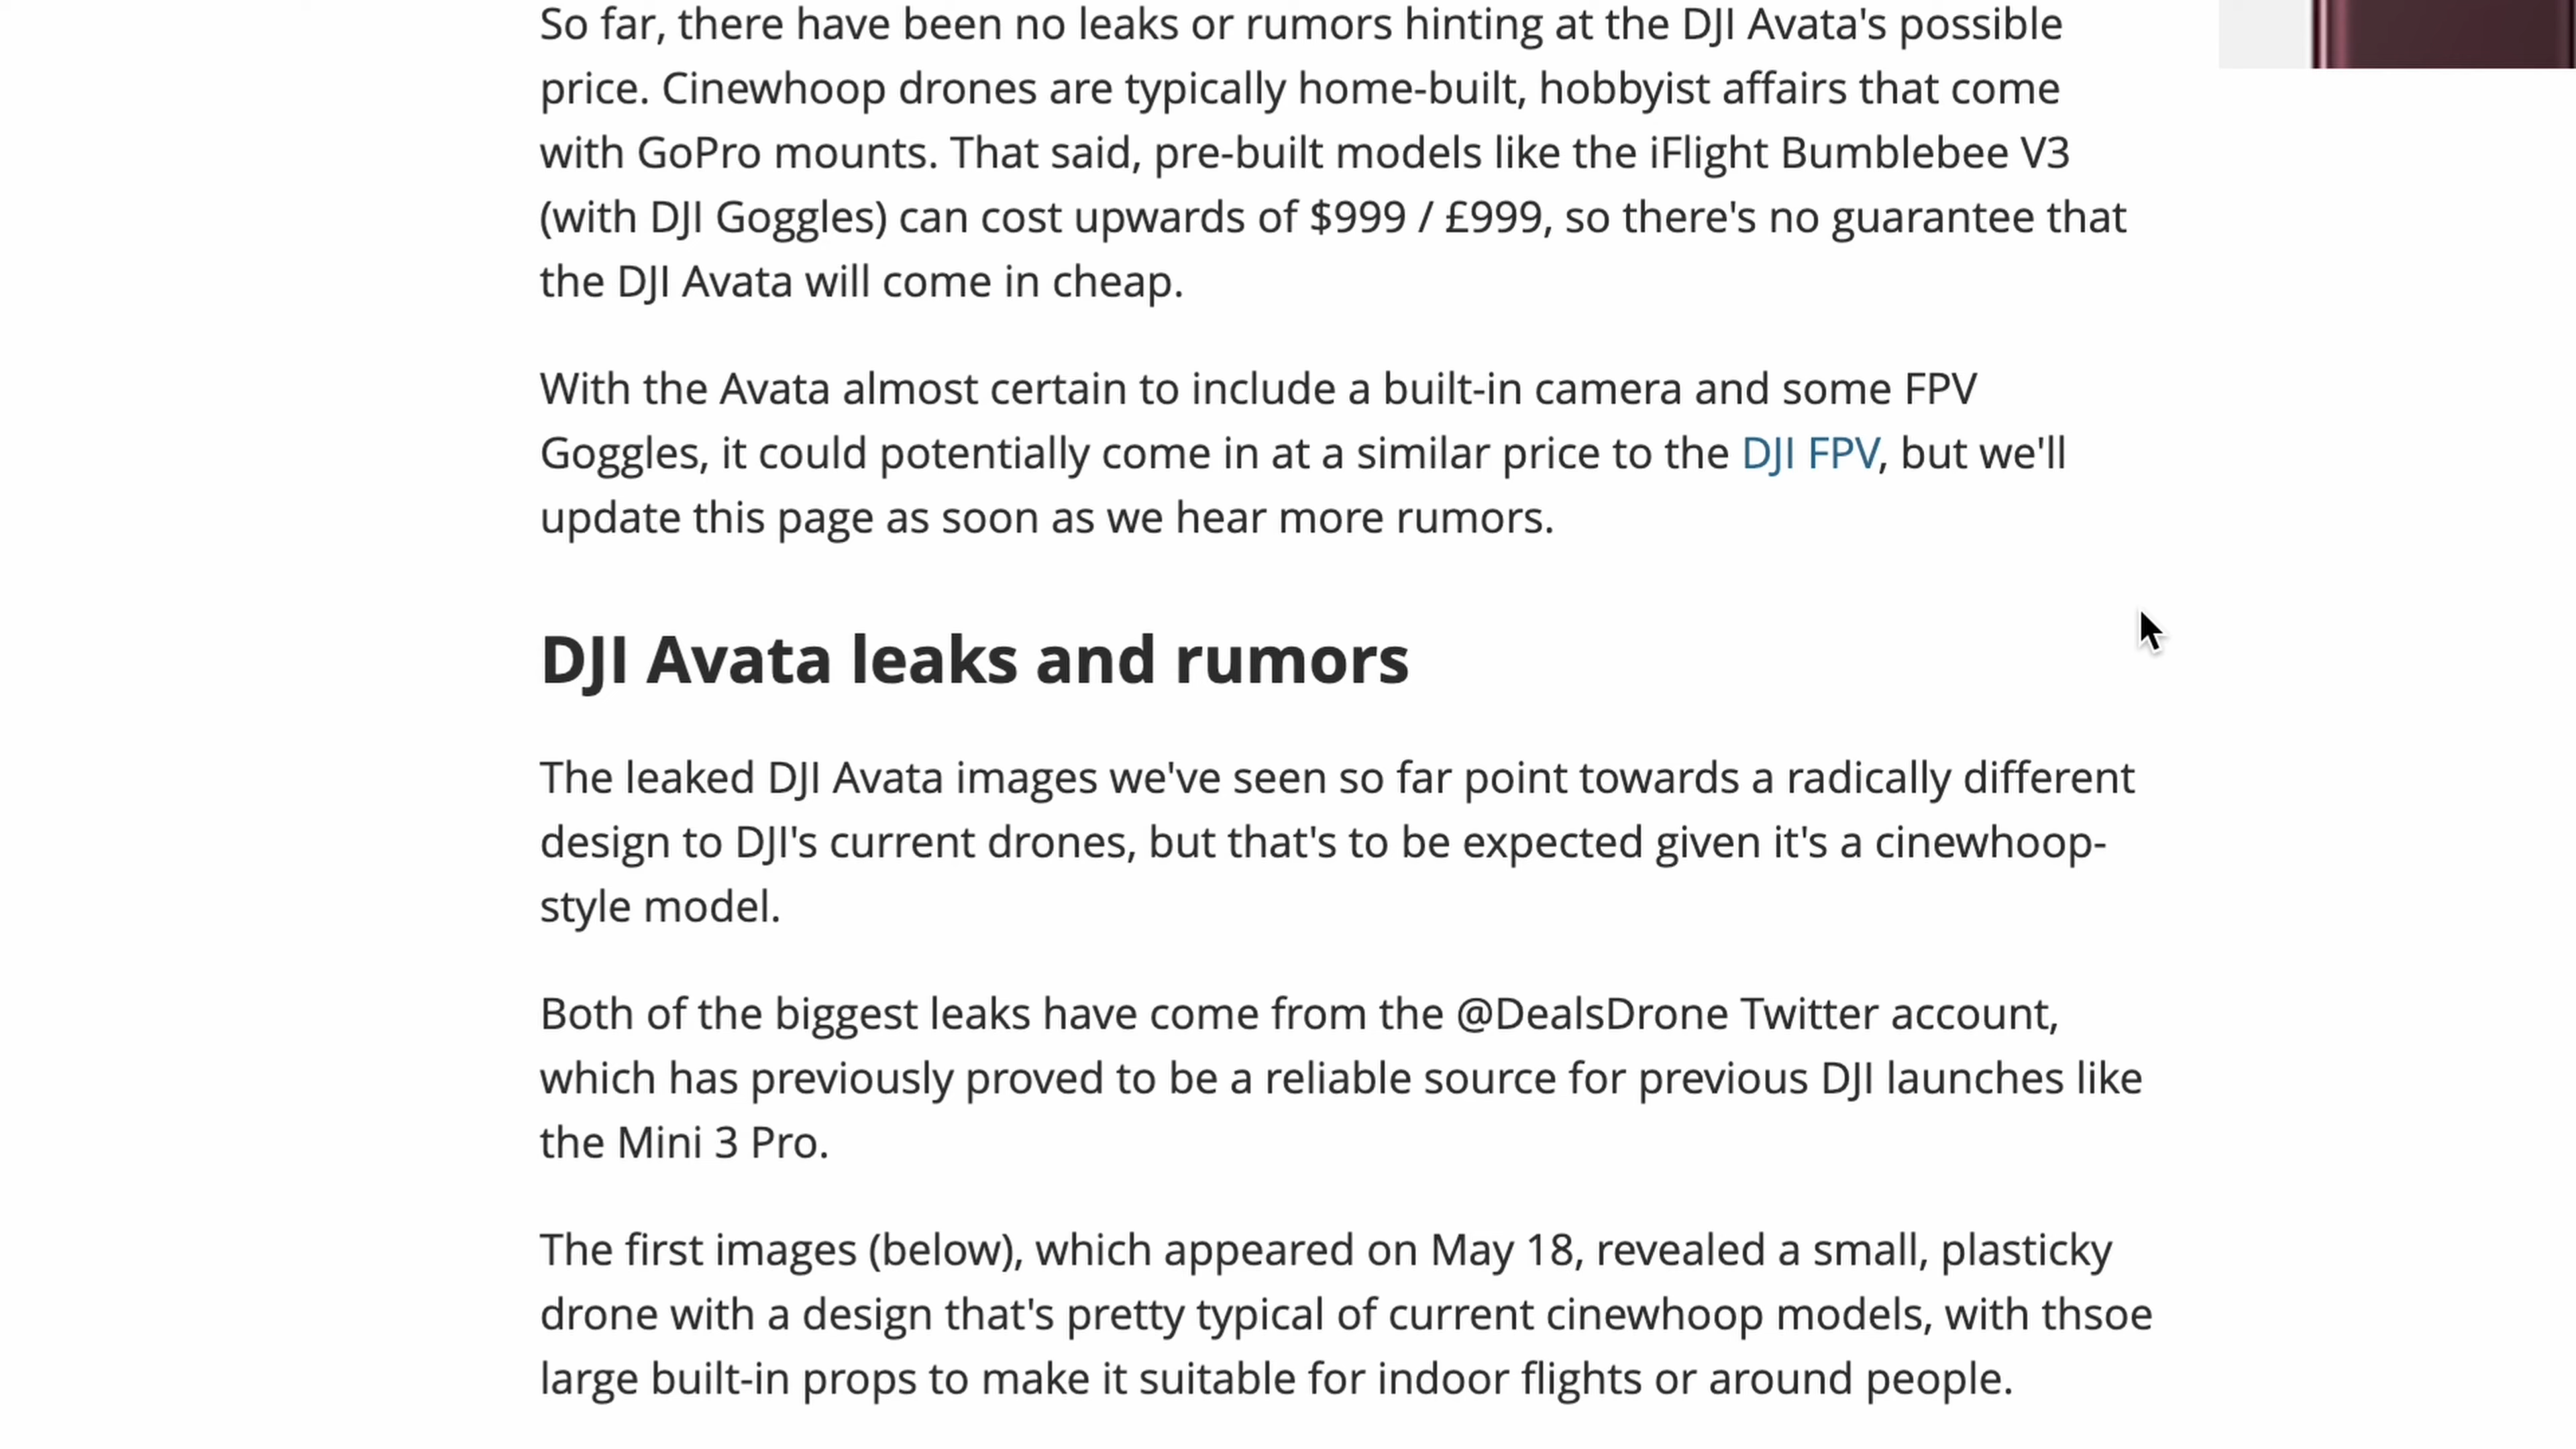 So far, there have been no leaks or rumors hinting at the DJI Avata's possible
price. Cinewhoop drones are typically home-built, hobbyist affairs that come
with GoPro mounts. That said, pre-built models like the iFlight Bumblebee V3
(with DJI Goggles) can cost upwards of $999 / £999, so there's no guarantee that
the DJI Avata will come in cheap.
With the Avata almost certain to include a built-in camera and some FPV
Goggles, it could potentially come in at a similar price to the DJI FPV, but we'll
update this page as soon as we hear more rumors.
DJI Avata leaks and rumors
The leaked DJI Avata images we've seen so far point towards a radically different
design to DJI's current drones, but that's to be expected given it's a cinewhoop-
style model.
Both of the biggest leaks have come from the @DealsDrone Twitter account,
which has previously proved to be a reliable source for previous DJI launches like
the Mini 3 Pro.
The first images (below), which appeared on May 18, revealed a small, plasticky
drone with a design that's pretty typical of current cinewhoop models, with thsoe
large built-in props to make it suitable for indoor flights or around people.